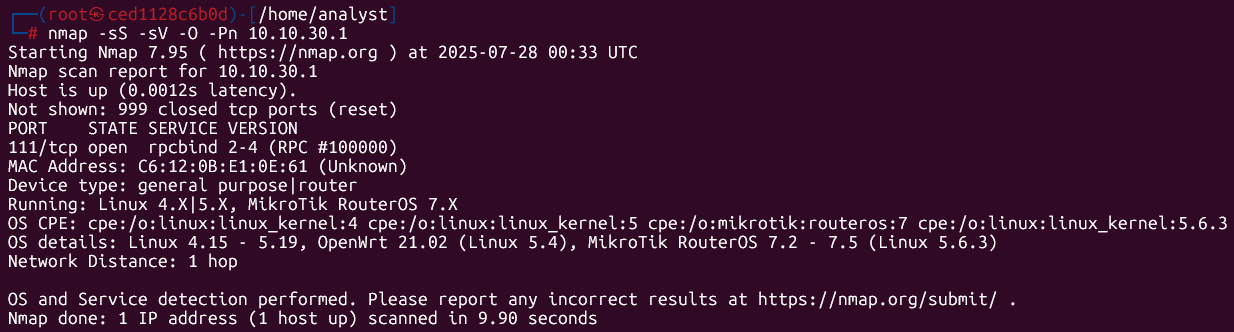 ┌──(root㉿ced1128c6b0d)-[/home/analyst]
└─# nmap -sS -sV -O -Pn 10.10.30.1
Starting Nmap 7.95 ( https://nmap.org ) at 2025-07-28 00:33 UTC
Nmap scan report for 10.10.30.1
Host is up (0.0012s latency).
Not shown: 999 closed tcp ports (reset)
PORT    STATE SERVICE VERSION
111/tcp open  rpcbind 2-4 (RPC #100000)
MAC Address: C6:12:0B:E1:0E:61 (Unknown)
Device type: general purpose|router
Running: Linux 4.X|5.X, MikroTik RouterOS 7.X
OS CPE: cpe:/o:linux:linux_kernel:4 cpe:/o:linux:linux_kernel:5 cpe:/o:mikrotik:routeros:7 cpe:/o:linux:linux_kernel:5.6.3
OS details: Linux 4.15 - 5.19, OpenWrt 21.02 (Linux 5.4), MikroTik RouterOS 7.2 - 7.5 (Linux 5.6.3)
Network Distance: 1 hop

OS and Service detection performed. Please report any incorrect results at https://nmap.org/submit/ .
Nmap done: 1 IP address (1 host up) scanned in 9.90 seconds